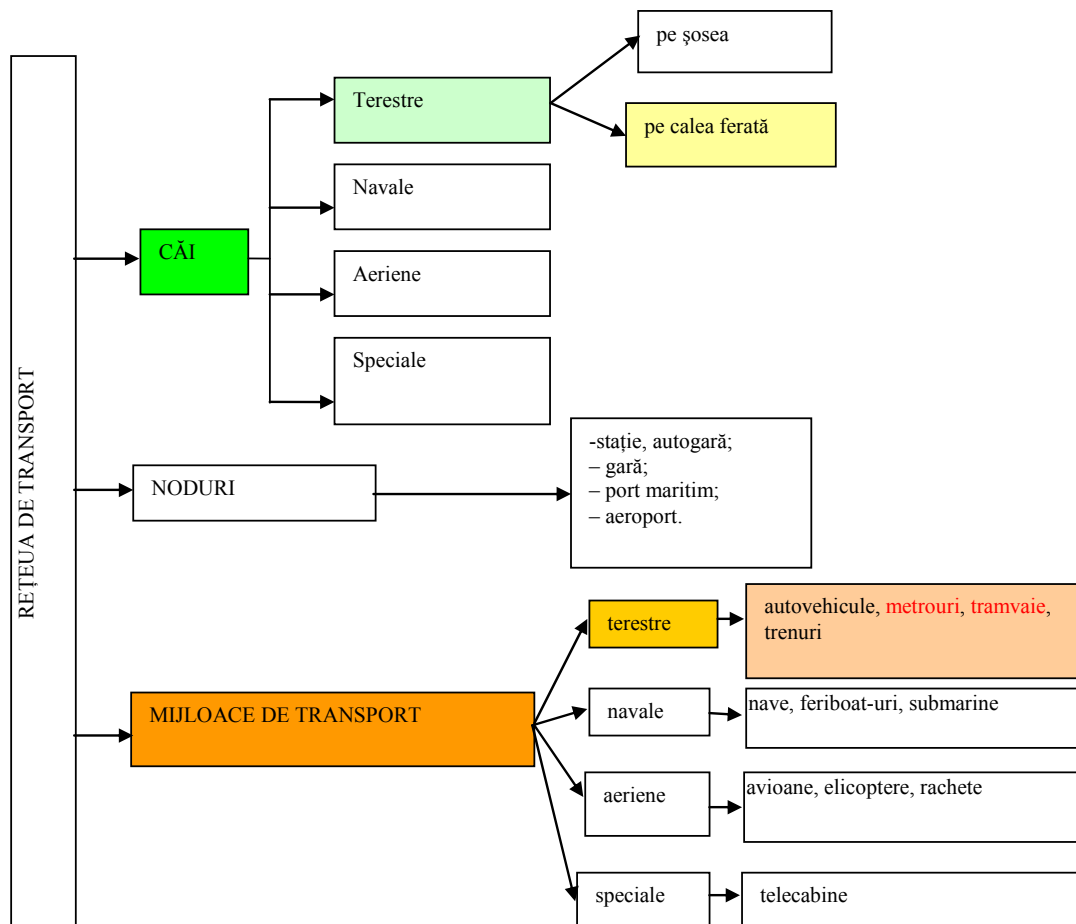 REȚEUA DE TRANSPORT
CĂI
Terestre
pe şosea
pe calea ferată
Navale
Aeriene
Speciale
NODURI
-stație, autogară;
– gară;
– port maritim;
– aeroport.
MIJLOACE DE TRANSPORT
terestre
autovehicule, metrouri, tramvaie,
trenuri
navale
nave, feriboat-uri, submarine
aeriene
avioane, elicoptere, rachete
speciale
telecabine